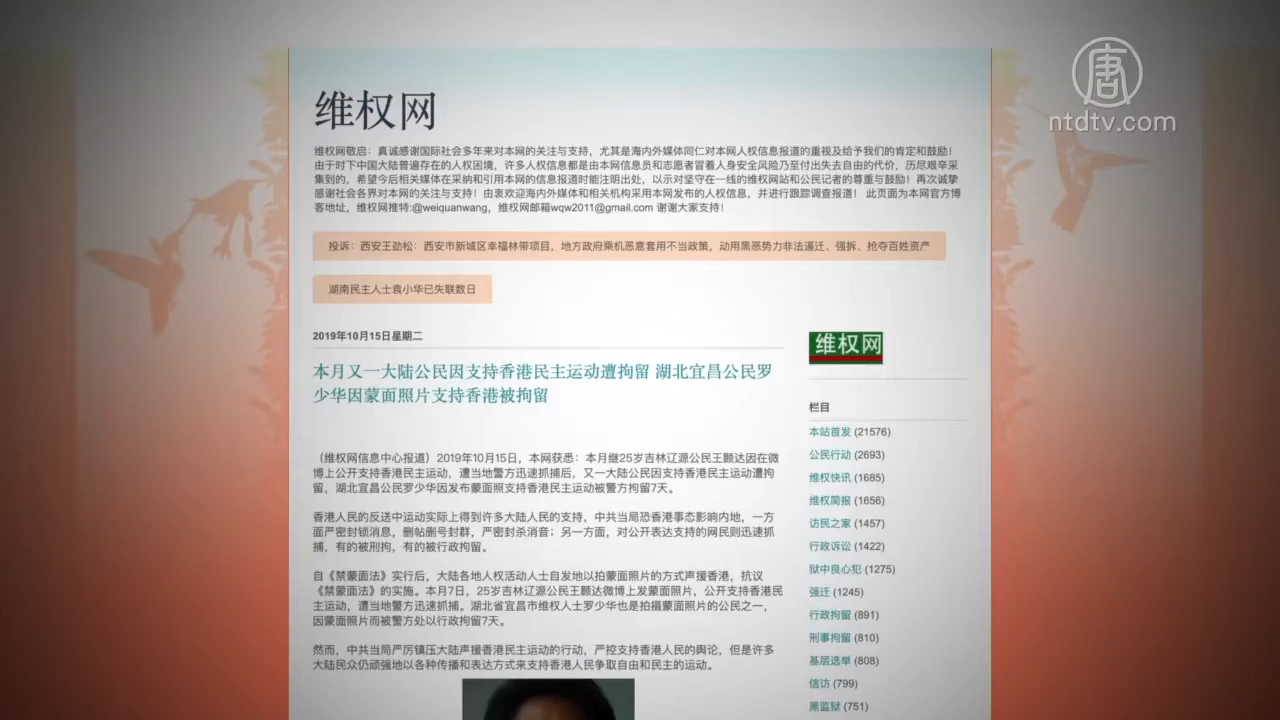 唐
ntdtv.com
维权网
维权网敬启：真诚感谢国际社会多年来对本网的关注与支持，尤其是海内外媒体同仁对本网人权信息报道的重视及给予我们的肯定和鼓励！
由于时下中国大陆普遍存在的人权困境，许多人权信息都是由本网信息员和志愿者冒着人身安全风险乃至付出失去自由的代价，历尽艰辛采
集到的，希望今后相关媒体在采纳和引用本网的信息报道时能注明出处，以示对坚守在一线的维权网站和公民记者的尊重与鼓励！再次诚挚
感谢社会各界对本网的关注与支持！由衷欢迎海内外媒体和相关机构采用本网发布的人权信息，并进行跟踪调查报道！ 此页面为本网官方博
客地址，维权网推特:@weiquanwang，维权网邮箱wqw2011@gmail.com 谢谢大家支持！
投诉：西安王劲松：西安市新城区幸福林带项目，地方政府乘机恶意套用不当政策，动用黑恶势力非法逼迁、强拆、抢夺百姓资产
湖南民主人士袁小华已失联数日
2019年10月15日星期二
本月又一大陆公民因支持香港民主运动遭拘留 湖北宜昌公民罗
少华因蒙面照片支持香港被拘留
（维权网信息中心报道）2019年10月15日，本网获悉：本月继25岁吉林辽源公民王颢达因在微
博上公开支持香港民主运动，遭当地警方迅速抓捕后，又一大陆公民因支持香港民主运动遭拘
留，湖北宜昌公民罗少华因发布蒙面照支持香港民主运动被警方拘留7天。
香港人民的反送中运动实际上得到许多大陆人民的支持，中共当局恐香港事态影响内地，一方
面严密封锁消息，删帖删号封群，严密封杀消音；另一方面，对公开表达支持的网民则迅速抓
捕，有的被刑拘，有的被行政拘留。
自《禁蒙面法》实行后，大陆各地人权活动人士自发地以拍蒙面照片的方式声援香港，抗议
《禁蒙面法》的实施。本月7日，25岁吉林辽源公民王颢达微博上发蒙面照片，公开支持香港民
主运动，遭当地警方迅速抓捕。湖北省宜昌市维权人士罗少华也是拍摄蒙面照片的公民之一，
因蒙面照片而被警方处以行政拘留7天。
然而，中共当局严厉镇压大陆声援香港民主运动的行动，严控支持香港人民的舆论，但是许多
大陆民众仍顽强地以各种传播和表达方式来支持香港人民争取自由和民主的运动。
维权网
栏目
本站首发 (21576)
公民行动 (2693)
维权快讯 (1685)
维权简报 (1656)
访民之家 (1457)
行政诉讼 (1422)
狱中良心犯 (1275)
强迁 (1245)
行政拘留 (891)
刑事拘留 (810)
基层选举 (808)
信访 (799)
黑监狱 (751)